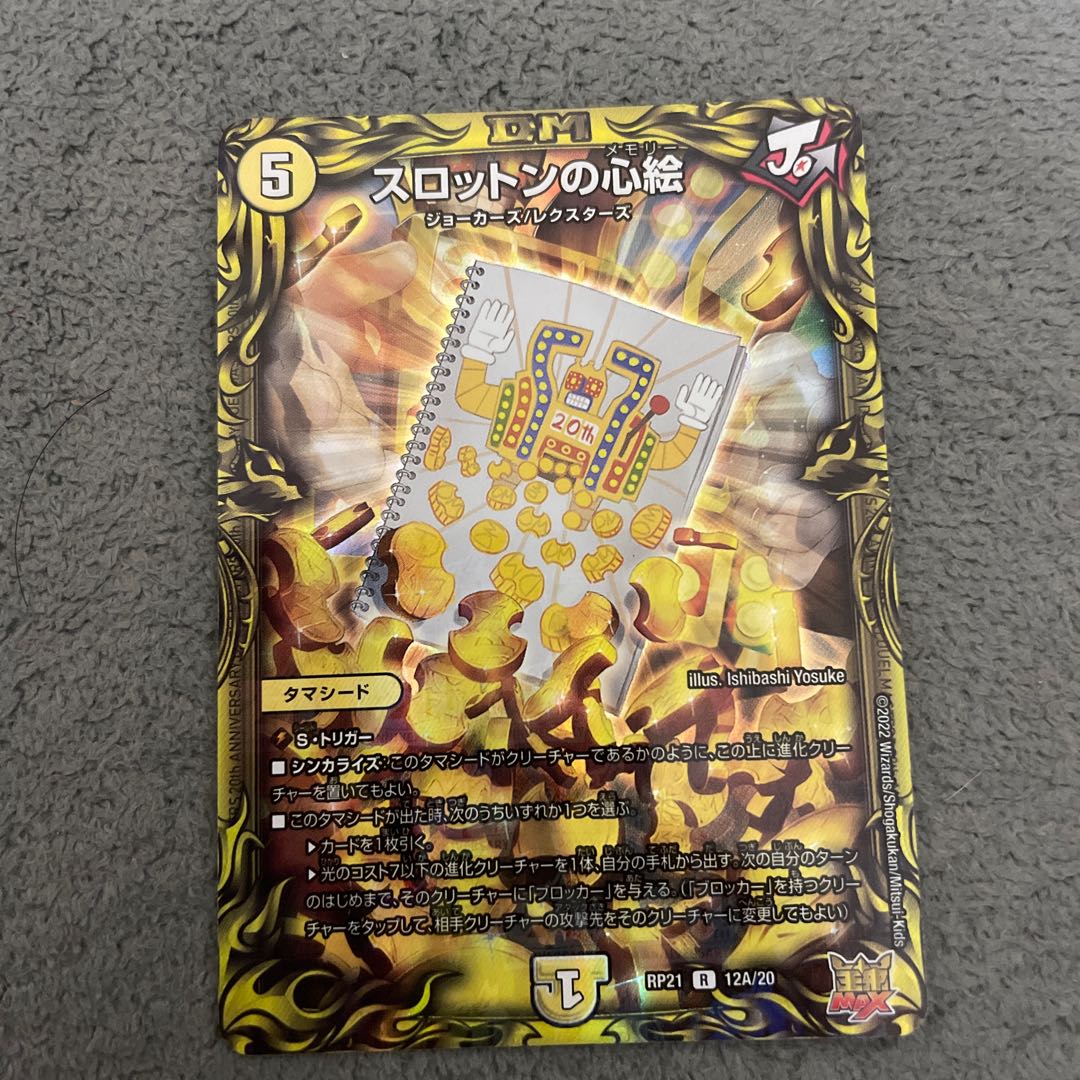 D·M
5
メモリー
スロットンの心絵
J
ジョーカーズ/レクスターズ
20th
illus. Ishibashi Yosuke
タマシード
S・トリガー
■シンカライズ:このタマシードがクリーチャーであるかのように、この上に進化クリー
チャーを置いてもよい。
■このタマシードが出た時、次のうちいずれか1つを選ぶ。
▶カードを1枚引く。
▶光のコスト7以下の進化クリーチャーを1体、自分の手札から出す。次の自分のターン
のはじめまで、そのクリーチャーに「ブロッカー」を与える。(「ブロッカー」を持つクリー
チャーをタップして、相手クリーチャーの攻撃先をそのクリーチャーに変更してもよい)
©2022 Wizards/Shogakukan/Mitsui-Kids
20th ANNIVERSARY
DUEL M
RP21 R 12A/20
王来
MAX